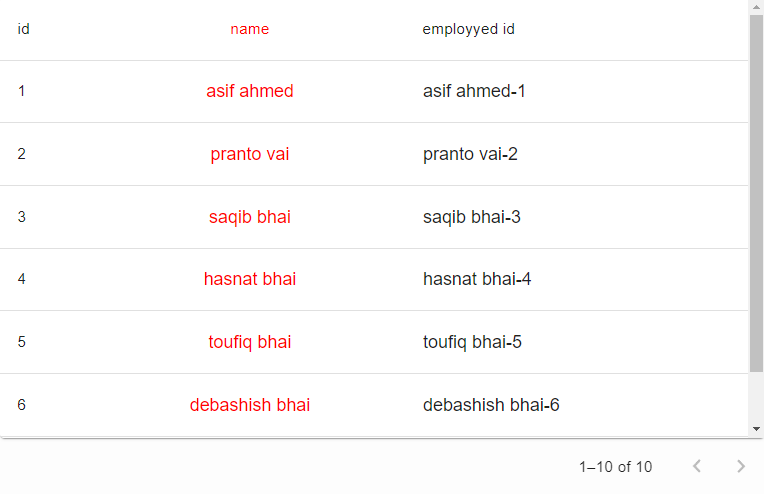 id name employyed id
1 asif ahmed asif ahmed-1
2 pranto vai pranto vai-2
3 saqib bhai saqib bhai-3
4 hasnat bhai hasnat bhai-4
5 toufiq bhai toufiq bhai-5
6 debashish bhai debashish bhai-6
1–10 of 10